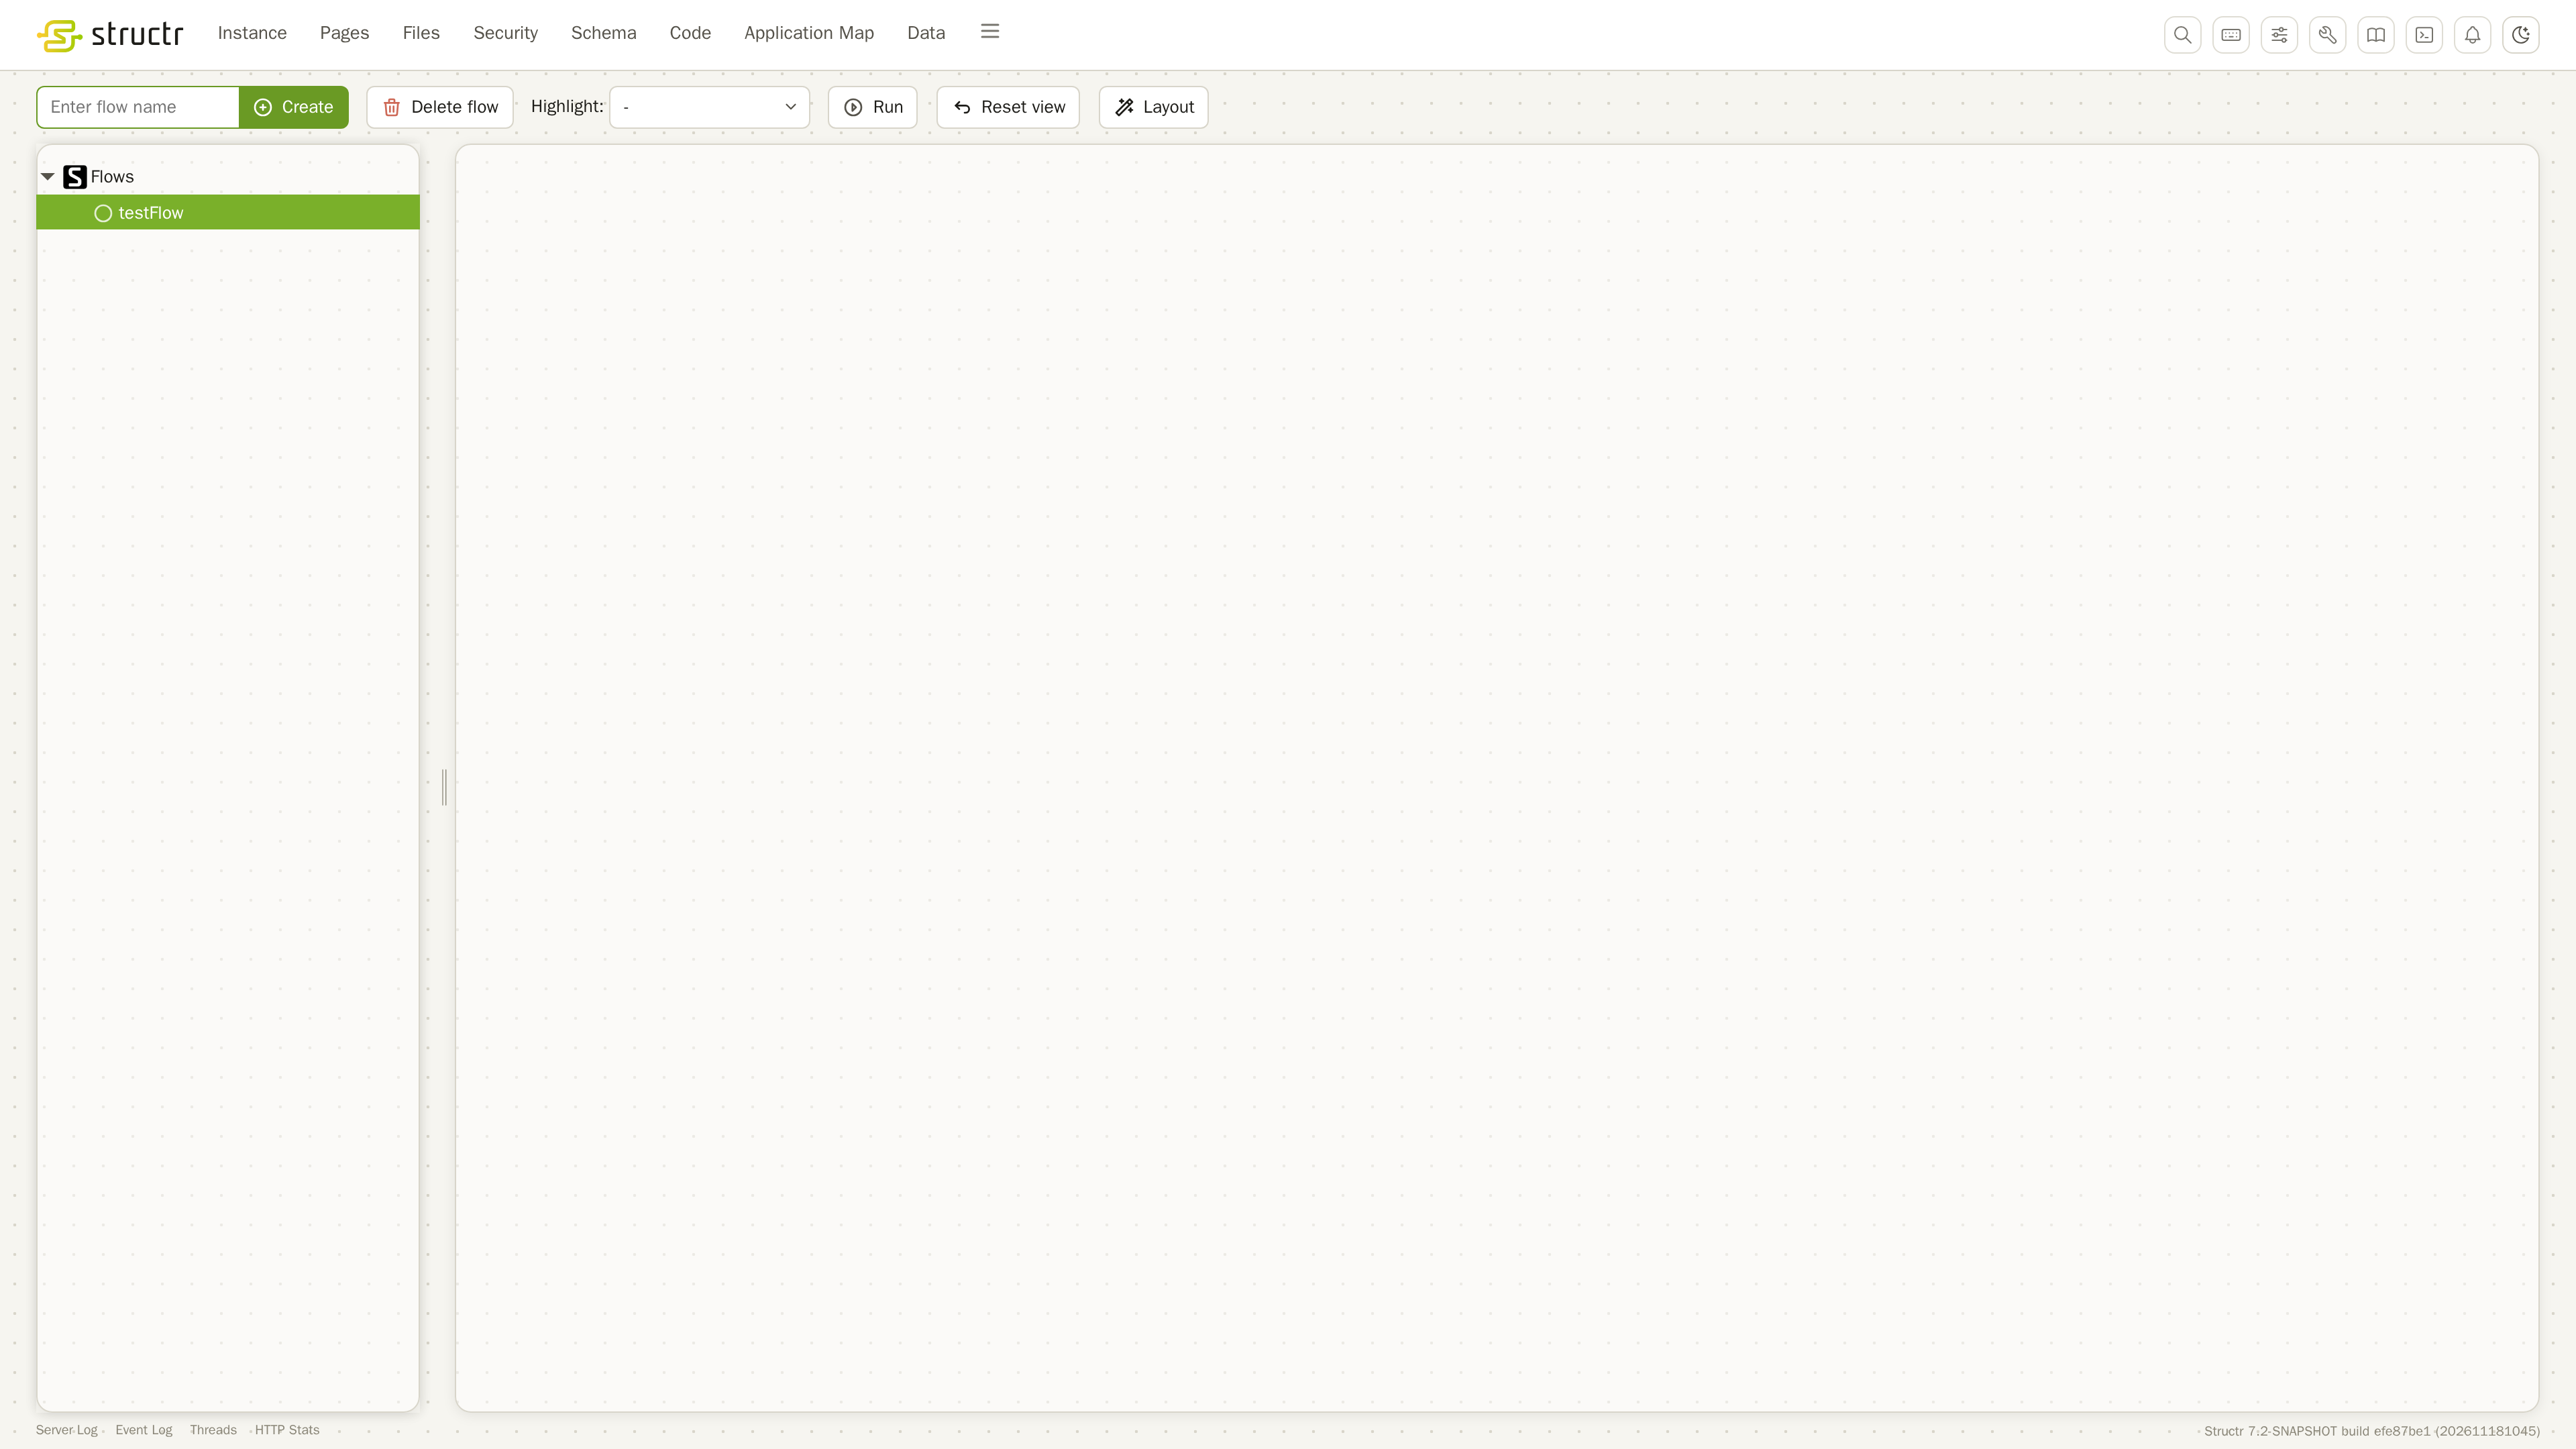 structr Instance Pages Files Security Schema Code Application Map Data
Enter flow name Create Delete flow Highlight: - Run Reset view Layout
Flows
testFlow
Server Log Event Log Threads HTTP Stats
Structr 7.2-SNAPSHOT build efe87be1 (202611181045)